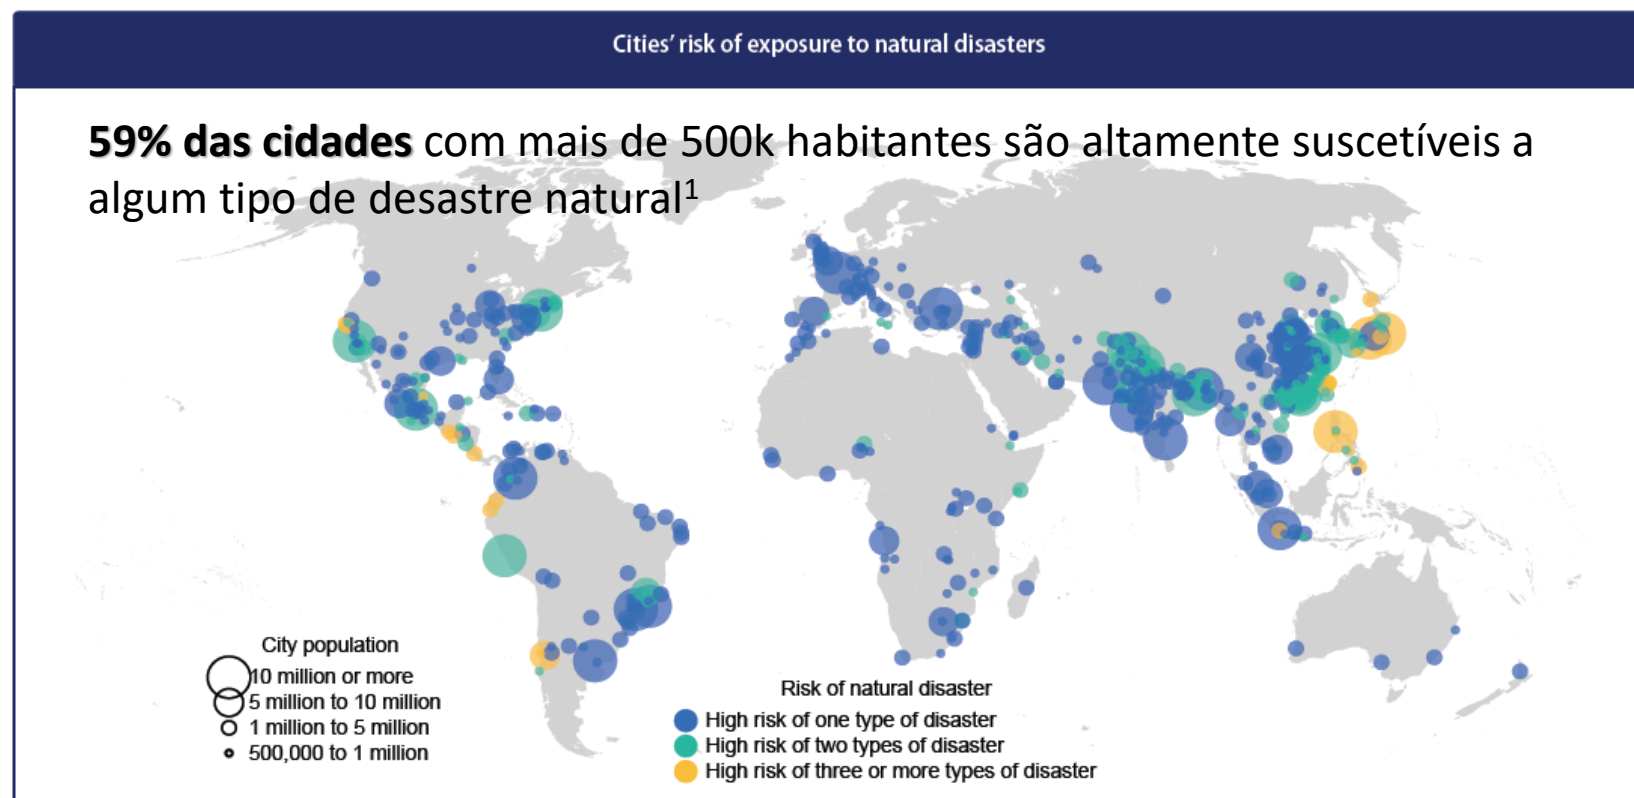 Cities’ risk of exposure to natural disasters
59% das cidades com mais de 500k habitantes são altamente suscetíveis a
algum tipo de desastre natural¹
City population
10 million or more
5 million to 10 million
1 million to 5 million
500,000 to 1 million
Risk of natural disaster
High risk of one type of disaster
High risk of two types of disaster
High risk of three or more types of disaster